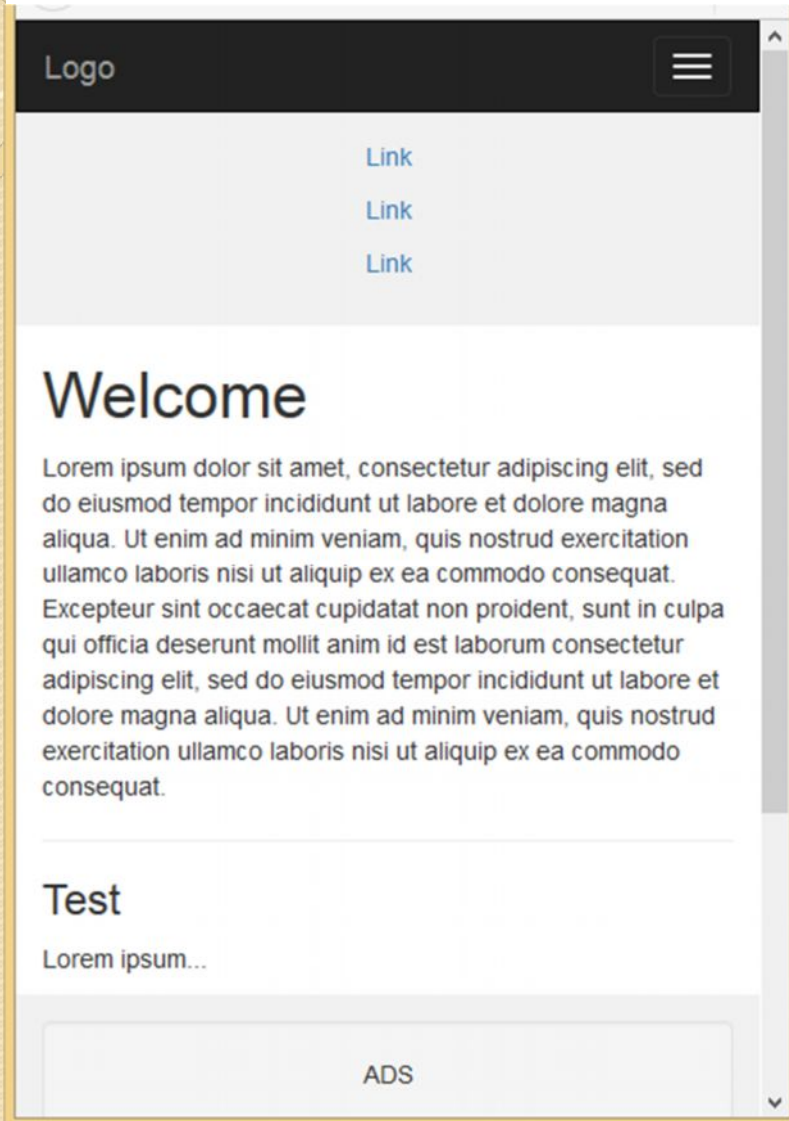 Logo
Link
Link
Link
Welcome
Lorem ipsum dolor sit amet, consectetur adipiscing elit, sed
do eiusmod tempor incididunt ut labore et dolore magna
aliqua. Ut enim ad minim veniam, quis nostrud exercitation
ullamco laboris nisi ut aliquip ex ea commodo consequat.
Excepteur sint occaecat cupidatat non proident, sunt in culpa
qui officia deserunt mollit anim id est laborum consectetur
adipiscing elit, sed do eiusmod tempor incididunt ut labore et
dolore magna aliqua. Ut enim ad minim veniam, quis nostrud
exercitation ullamco laboris nisi ut aliquip ex ea commodo
consequat.
Test
Lorem ipsum...
ADS